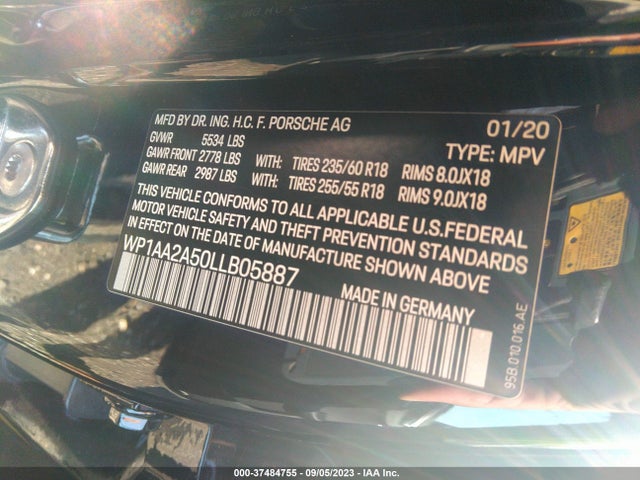 MFD BY DR. ING. H.C. F. PORSCHE AG 01/20
GVWR 5534 LBS TYPE: MPV
GAWR FRONT 2778 LBS WITH: TIRES 235/60 R18 RIMS 8.0JX18
GAWR REAR 2987 LBS WITH: TIRES 255/55 R18 RIMS 9.0JX18
THIS VEHICLE CONFORMS TO ALL APPLICABLE U.S.FEDERAL
MOTOR VEHICLE SAFETY AND THEFT PREVENTION STANDARDS
IN EFFECT ON THE DATE OF MANUFACTURE SHOWN ABOVE
WP1AA2A50LLB05887
MADE IN GERMANY
95B.010.016.AE
000-37484755 - 09/05/2023 - IAA Inc.